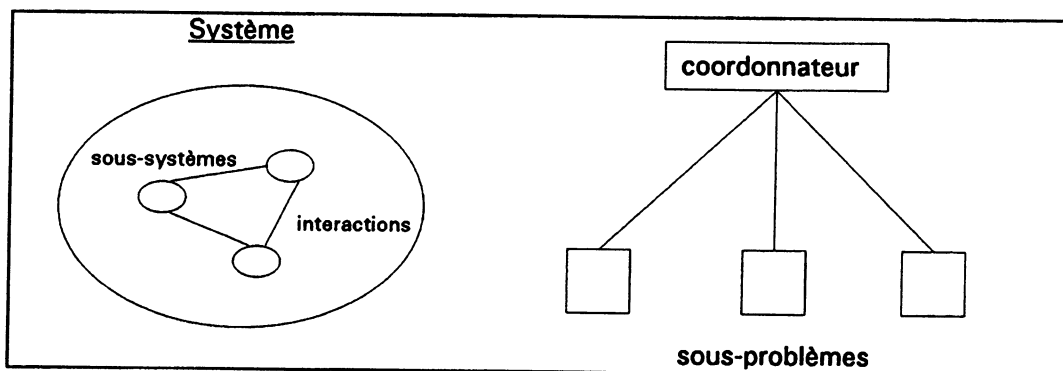 Système
coordonnateur
sous-systèmes
interactions
sous-problèmes